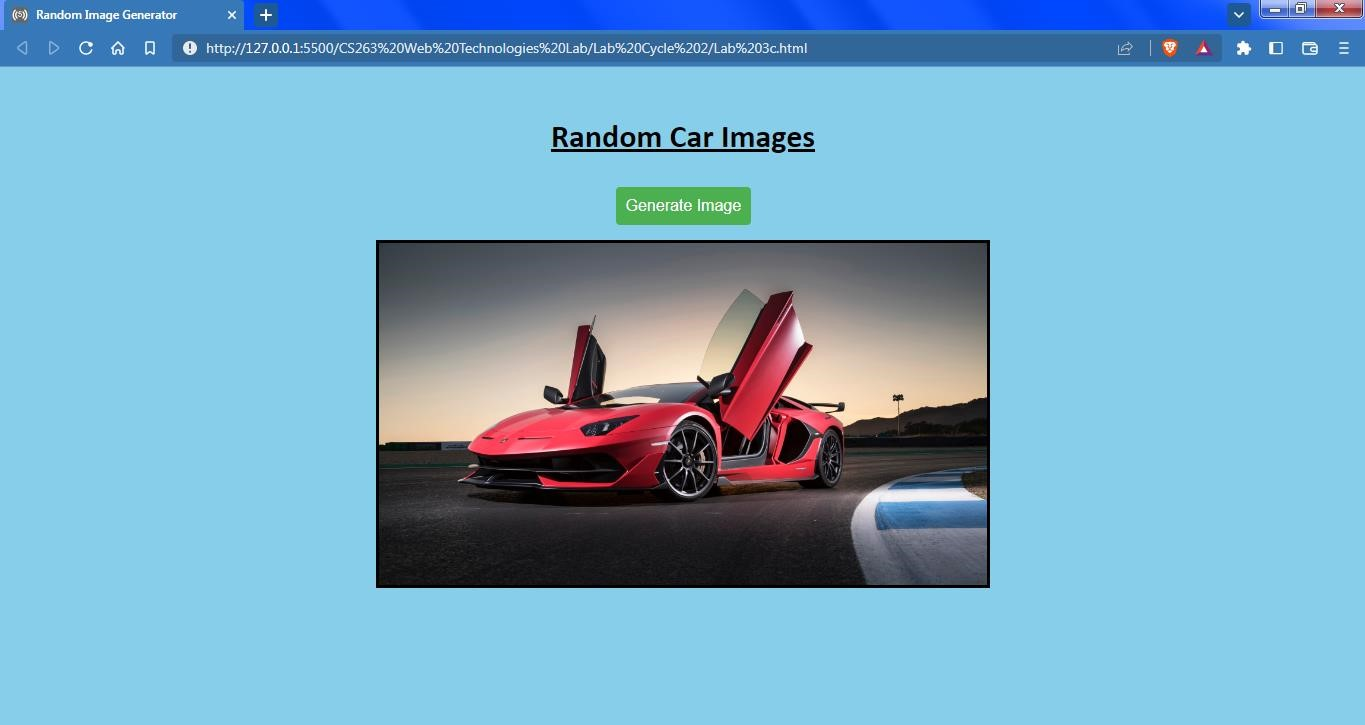 Random Image Generator
http://127.0.0.1:5500/CS263%20Web%20Technologies%20Lab/Lab%20Cycle%202/Lab%203c.html
Random Car Images
Generate Image